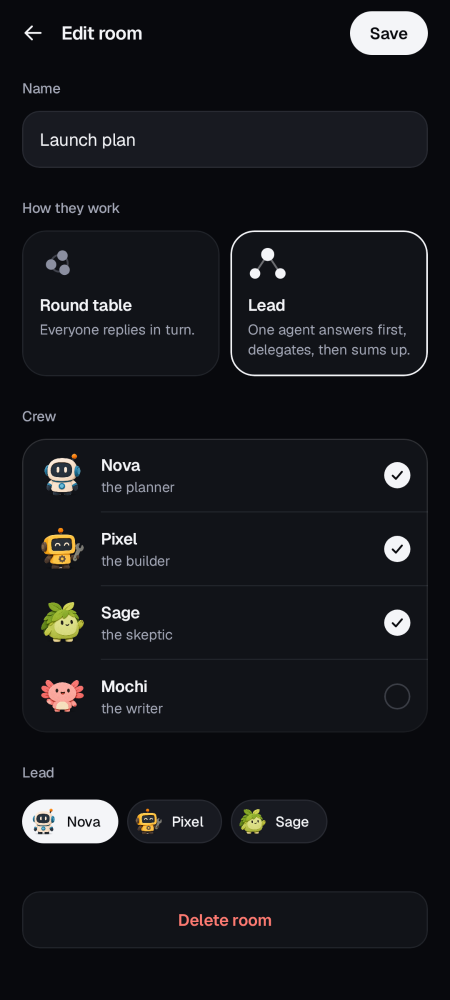 Edit room
Save
Name
Launch plan
How they work
Round table
Everyone replies in turn.
Lead
One agent answers first,
delegates, then sums up.
Crew
Nova
the planner
Pixel
the builder
Sage
the skeptic
Mochi
the writer
Lead
Nova
Pixel
Sage
Delete room